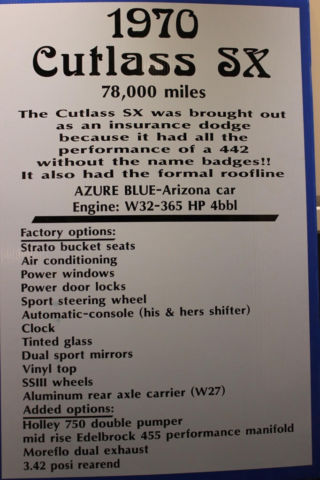 1970
Cutlass SX
78,000 miles
The Cutlass SX was brought out
as an insurance dodge
because it had all the
performance of a 442
without the name badges!!
It also had the formal roofline
AZURE BLUE-Arizona car
Engine: W32-365 HP 4bbl
Factory options:
Strato bucket seats
Air conditioning
Power windows
Power door locks
Sport steering wheel
Automatic-console (his & hers shifter)
Clock
Tinted glass
Dual sport mirrors
Vinyl top
SSIII wheels
Aluminum rear axle carrier (W27)
Added options:
Holley 750 double pumper
mid rise Edelbrock 455 performance manifold
Moreflo dual exhaust
3.42 posi rearend